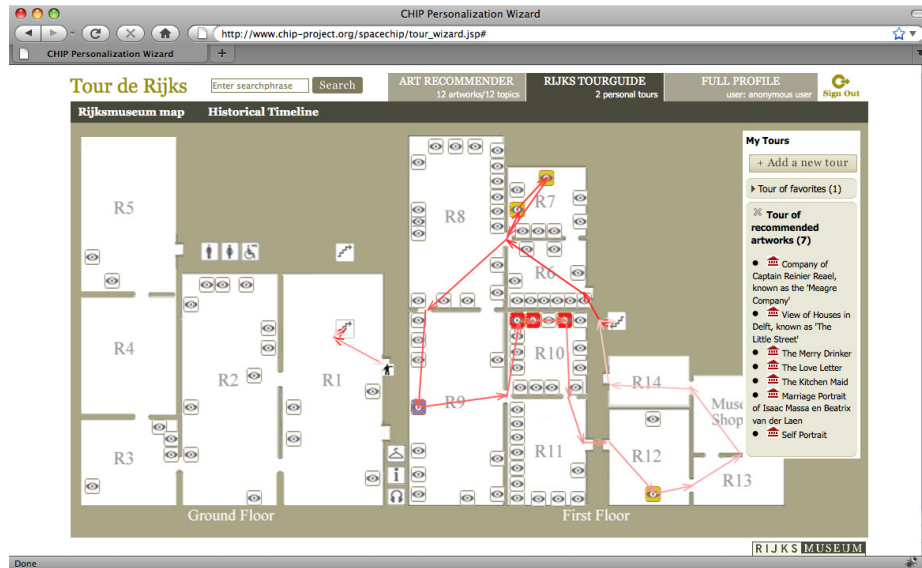 CHIP Personalization Wizard
http://www.chip-project.org/spacechip/tour_wizard.jsp#
CHIP Personalization Wizard
Tour de Rijks
Enter searchphrase
Search
ART RECOMMENDER
12 artworks/12 topics
RIJKS TOURGUIDE
2 personal tours
FULL PROFILE
user: anonymous user
Sign Out
Rijksmuseum map
Historical Timeline
R5
R4
R3
R2
R1
R8
R7
R6
R10
R9
R11
R14
R12
R13
Shop
Ground Floor
First Floor
My Tours
+ Add a new tour
Tour of favorites (1)
Tour of
recommended
artworks (7)
Company of
Captain Reinier Reael,
known as the 'Meagre
Company'
View of Houses in
Delft, known as 'The
Little Street'
The Merry Drinker
The Love Letter
The Kitchen Maid
Marriage Portrait
of Isaac Massa en Beatrix
van der Laen
Self Portrait
RIJKS MUSEUM
Done